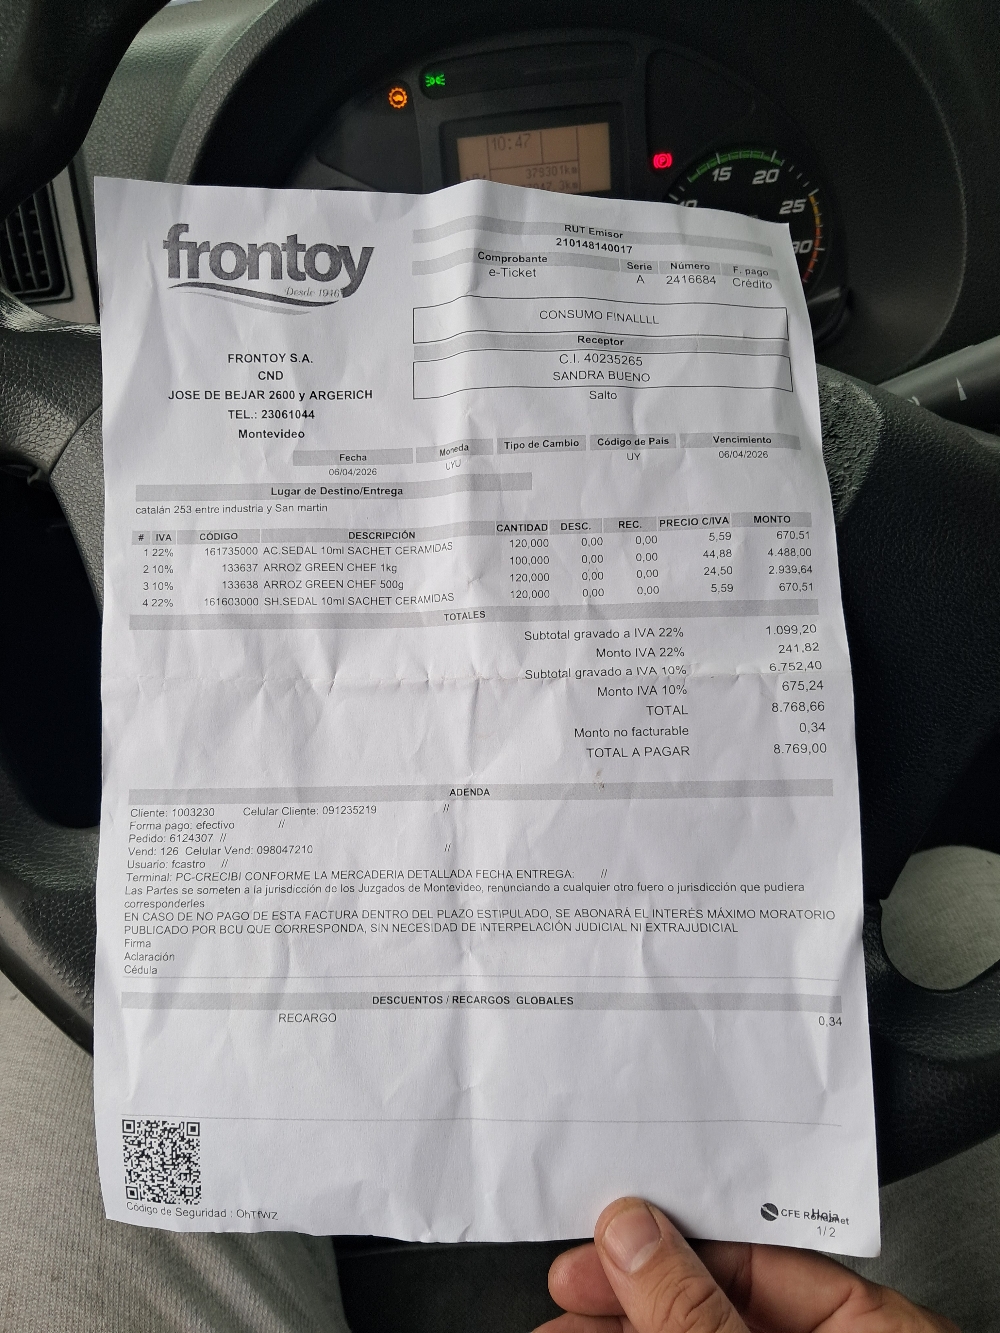 10:47
378301km
15
20
25
30
frontoy
Desde 1946
FRONTOY S.A.
CND
JOSE DE BEJAR 2600 y ARGERICH
TEL.: 23061044
Montevideo
RUT Emisor
210148140017
Comprobante Serie Número F. pago
e-Ticket A 2416684 Crédito
CONSUMO FINALLLL
Receptor
C.I. 40235265
SANDRA BUENO
Salto
Fecha Moneda Tipo de Cambio Código de País Vencimiento
06/04/2026 UYU UY 06/04/2026
Lugar de Destino/Entrega
catalán 253 entre industria y San martin
# IVA CÓDIGO DESCRIPCIÓN CANTIDAD DESC. REC. PRECIO C/IVA MONTO
1 22% 161735000 AC.SEDAL 10ml SACHET CERAMIDAS 120,000 0,00 0,00 5,59 670,51
2 10% 133637 ARROZ GREEN CHEF 1kg 100,000 0,00 0,00 44,88 4.488,00
3 10% 133638 ARROZ GREEN CHEF 500g 120,000 0,00 0,00 24,50 2.939,64
4 22% 161603000 SH.SEDAL 10ml SACHET CERAMIDAS 120,000 0,00 0,00 5,59 670,51
TOTALES
Subtotal gravado a IVA 22% 1.099,20
Monto IVA 22% 241,82
Subtotal gravado a IVA 10% 6.752,40
Monto IVA 10% 675,24
TOTAL 8.768,66
Monto no facturable 0,34
TOTAL A PAGAR 8.769,00
ADENDA
Cliente: 1003230 Celular Cliente: 091235219 //
Forma pago: efectivo //
Pedido: 6124307 //
Vend: 126 Celular Vend: 098047210 //
Usuario: fcastro //
Terminal: PC-CRECIBI CONFORME LA MERCADERIA DETALLADA FECHA ENTREGA: //
Las Partes se someten a la jurisdicción de los Juzgados de Montevideo, renunciando a cualquier otro fuero o jurisdicción que pudiera
corresponderles
EN CASO DE NO PAGO DE ESTA FACTURA DENTRO DEL PLAZO ESTIPULADO, SE ABONARÁ EL INTERÉS MÁXIMO MORATORIO
PUBLICADO POR BCU QUE CORRESPONDA, SIN NECESIDAD DE INTERPELACIÓN JUDICIAL NI EXTRAJUDICIAL
Firma
Aclaración
Cédula
DESCUENTOS / RECARGOS GLOBALES
RECARGO 0,34
Código de Seguridad : OhTfWZ
CFE
Hoja
1/2